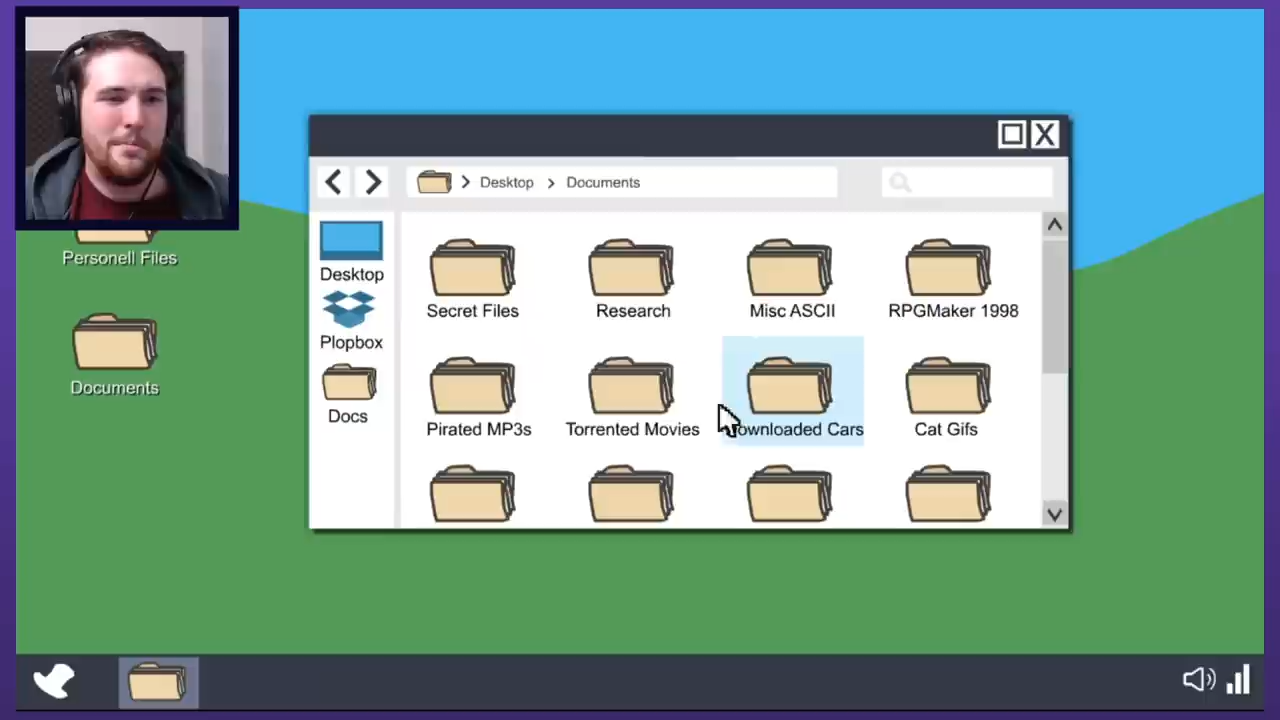 Desktop > Documents
Personell Files
Documents
Desktop
Plopbox
Docs
Secret Files
Research
Misc ASCII
RPGMaker 1998
Pirated MP3s
Torrented Movies
Downloaded Cars
Cat Gifs